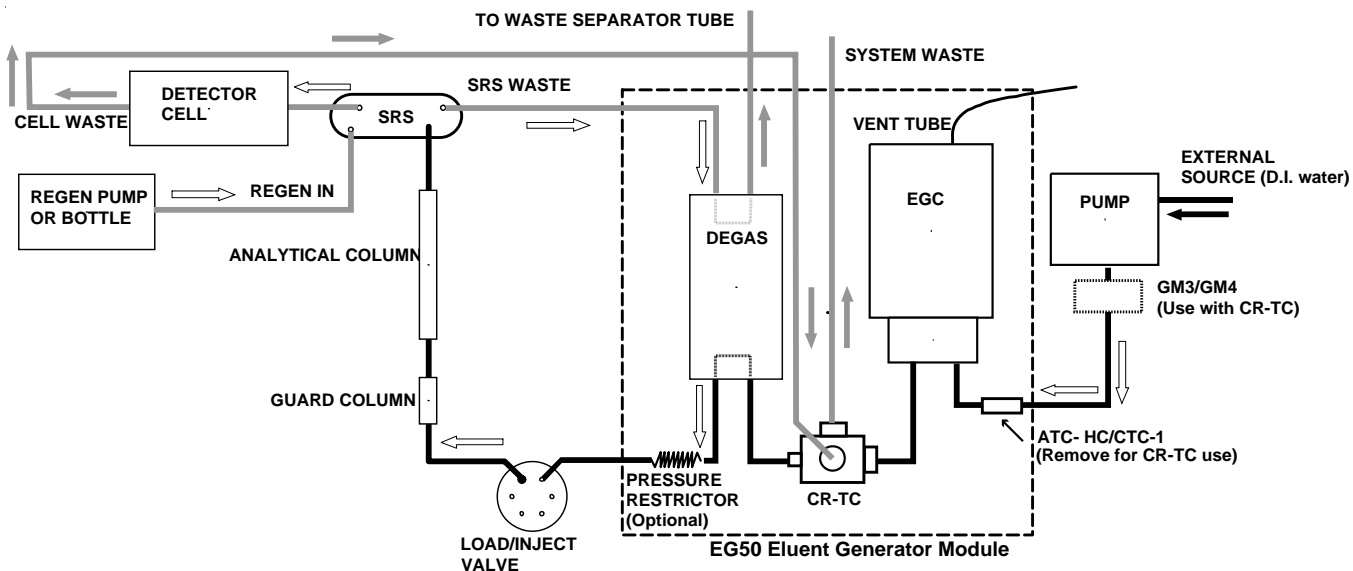 TO WASTE SEPARATOR TUBE
SYSTEM WASTE
SRS WASTE
DETECTOR
CELL
SRS
CELL WASTE
VENT TUBE
EXTERNAL
SOURCE (D.I. water)
REGEN PUMP
OR BOTTLE
REGEN IN
EGC
PUMP
DEGAS
ANALYTICAL COLUMN
GM3/GM4
(Use with CR-TC)
GUARD COLUMN
ATC- HC/CTC-1
(Remove for CR-TC use)
PRESSURE
RESTRICTOR
(Optional)
CR-TC
LOAD/INJECT
VALVE
EG50 Eluent Generator Module